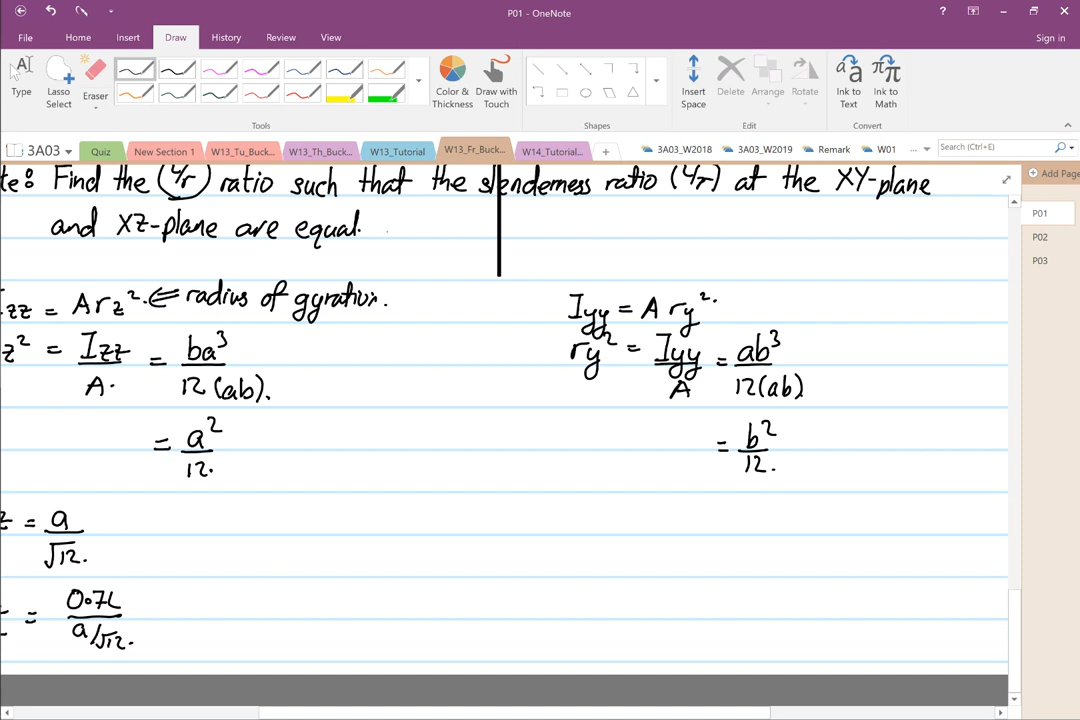 P01 - OneNote
Sign in
File Home Insert Draw History Review View
Type
Lasso Select
Eraser
Color & Thickness
Draw with Touch
Insert Space
Delete
Arrange
Rotate
Ink to Text
Ink to Math
Tools
Shapes
Edit
Convert
3A03 Quiz New Section 1 W13_Tu_Buck... W13_Th_Buck... W13_Tutorial W13_Fr_Buck... W14_Tutorial... 3A03_W2018 3A03_W2019 Remark W01 ... Search (Ctrl+E)
Add Page
P01
P02
P03
te: Find the ratio such that the slenderness ratio at the XY-plane
and XZ-plane are equal.
Izz = Arz². ⇐ radius of gyration.
z² = Izz/A. = ba³/12(ab).
= a²/12.
z = a/√12.
= 0.7L / a/√12.
Iyy = A ry².
ry² = Iyy/A = ab³/12(ab)
= b²/12.